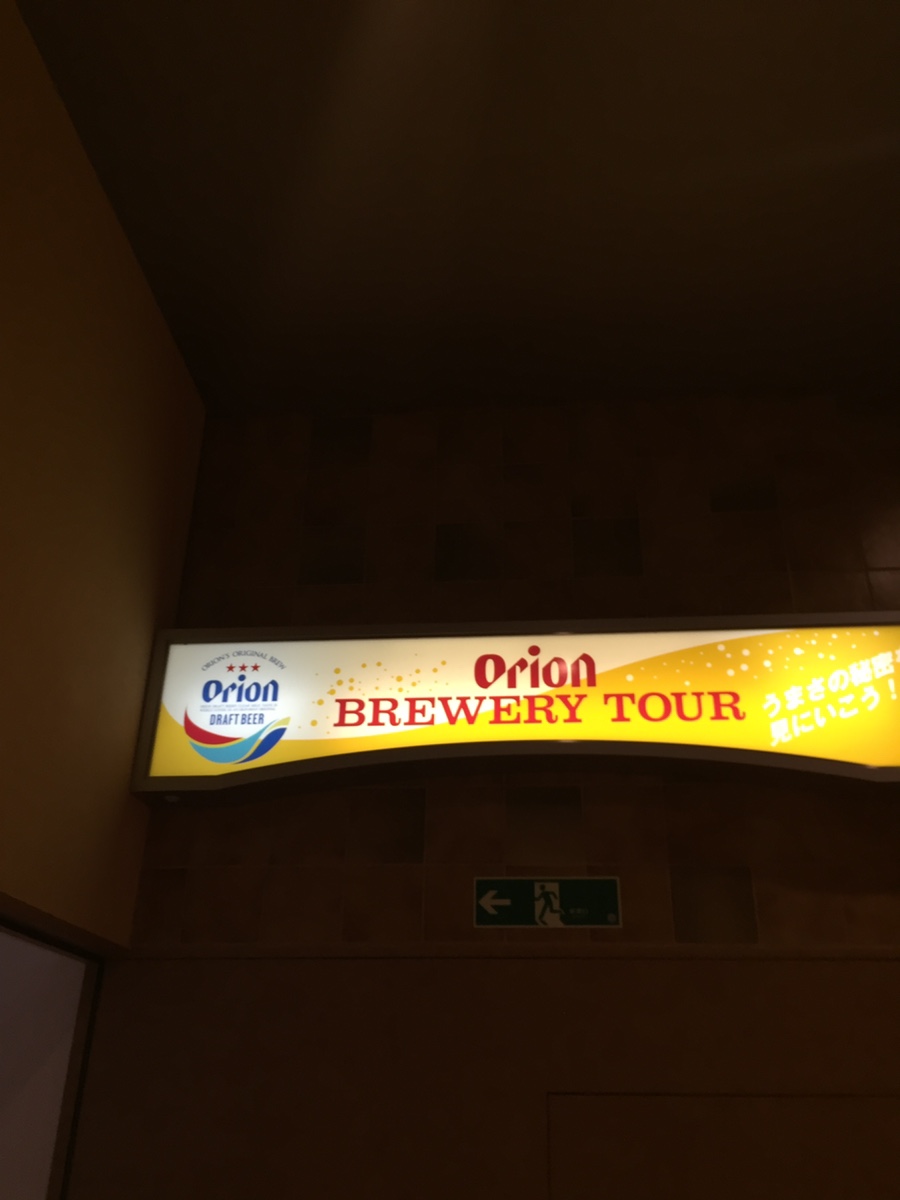 ORION'S ORIGINAL BREW
Orion
DRAFT BEER
Orion
BREWERY TOUR
うまさの秘密
見にいこう!